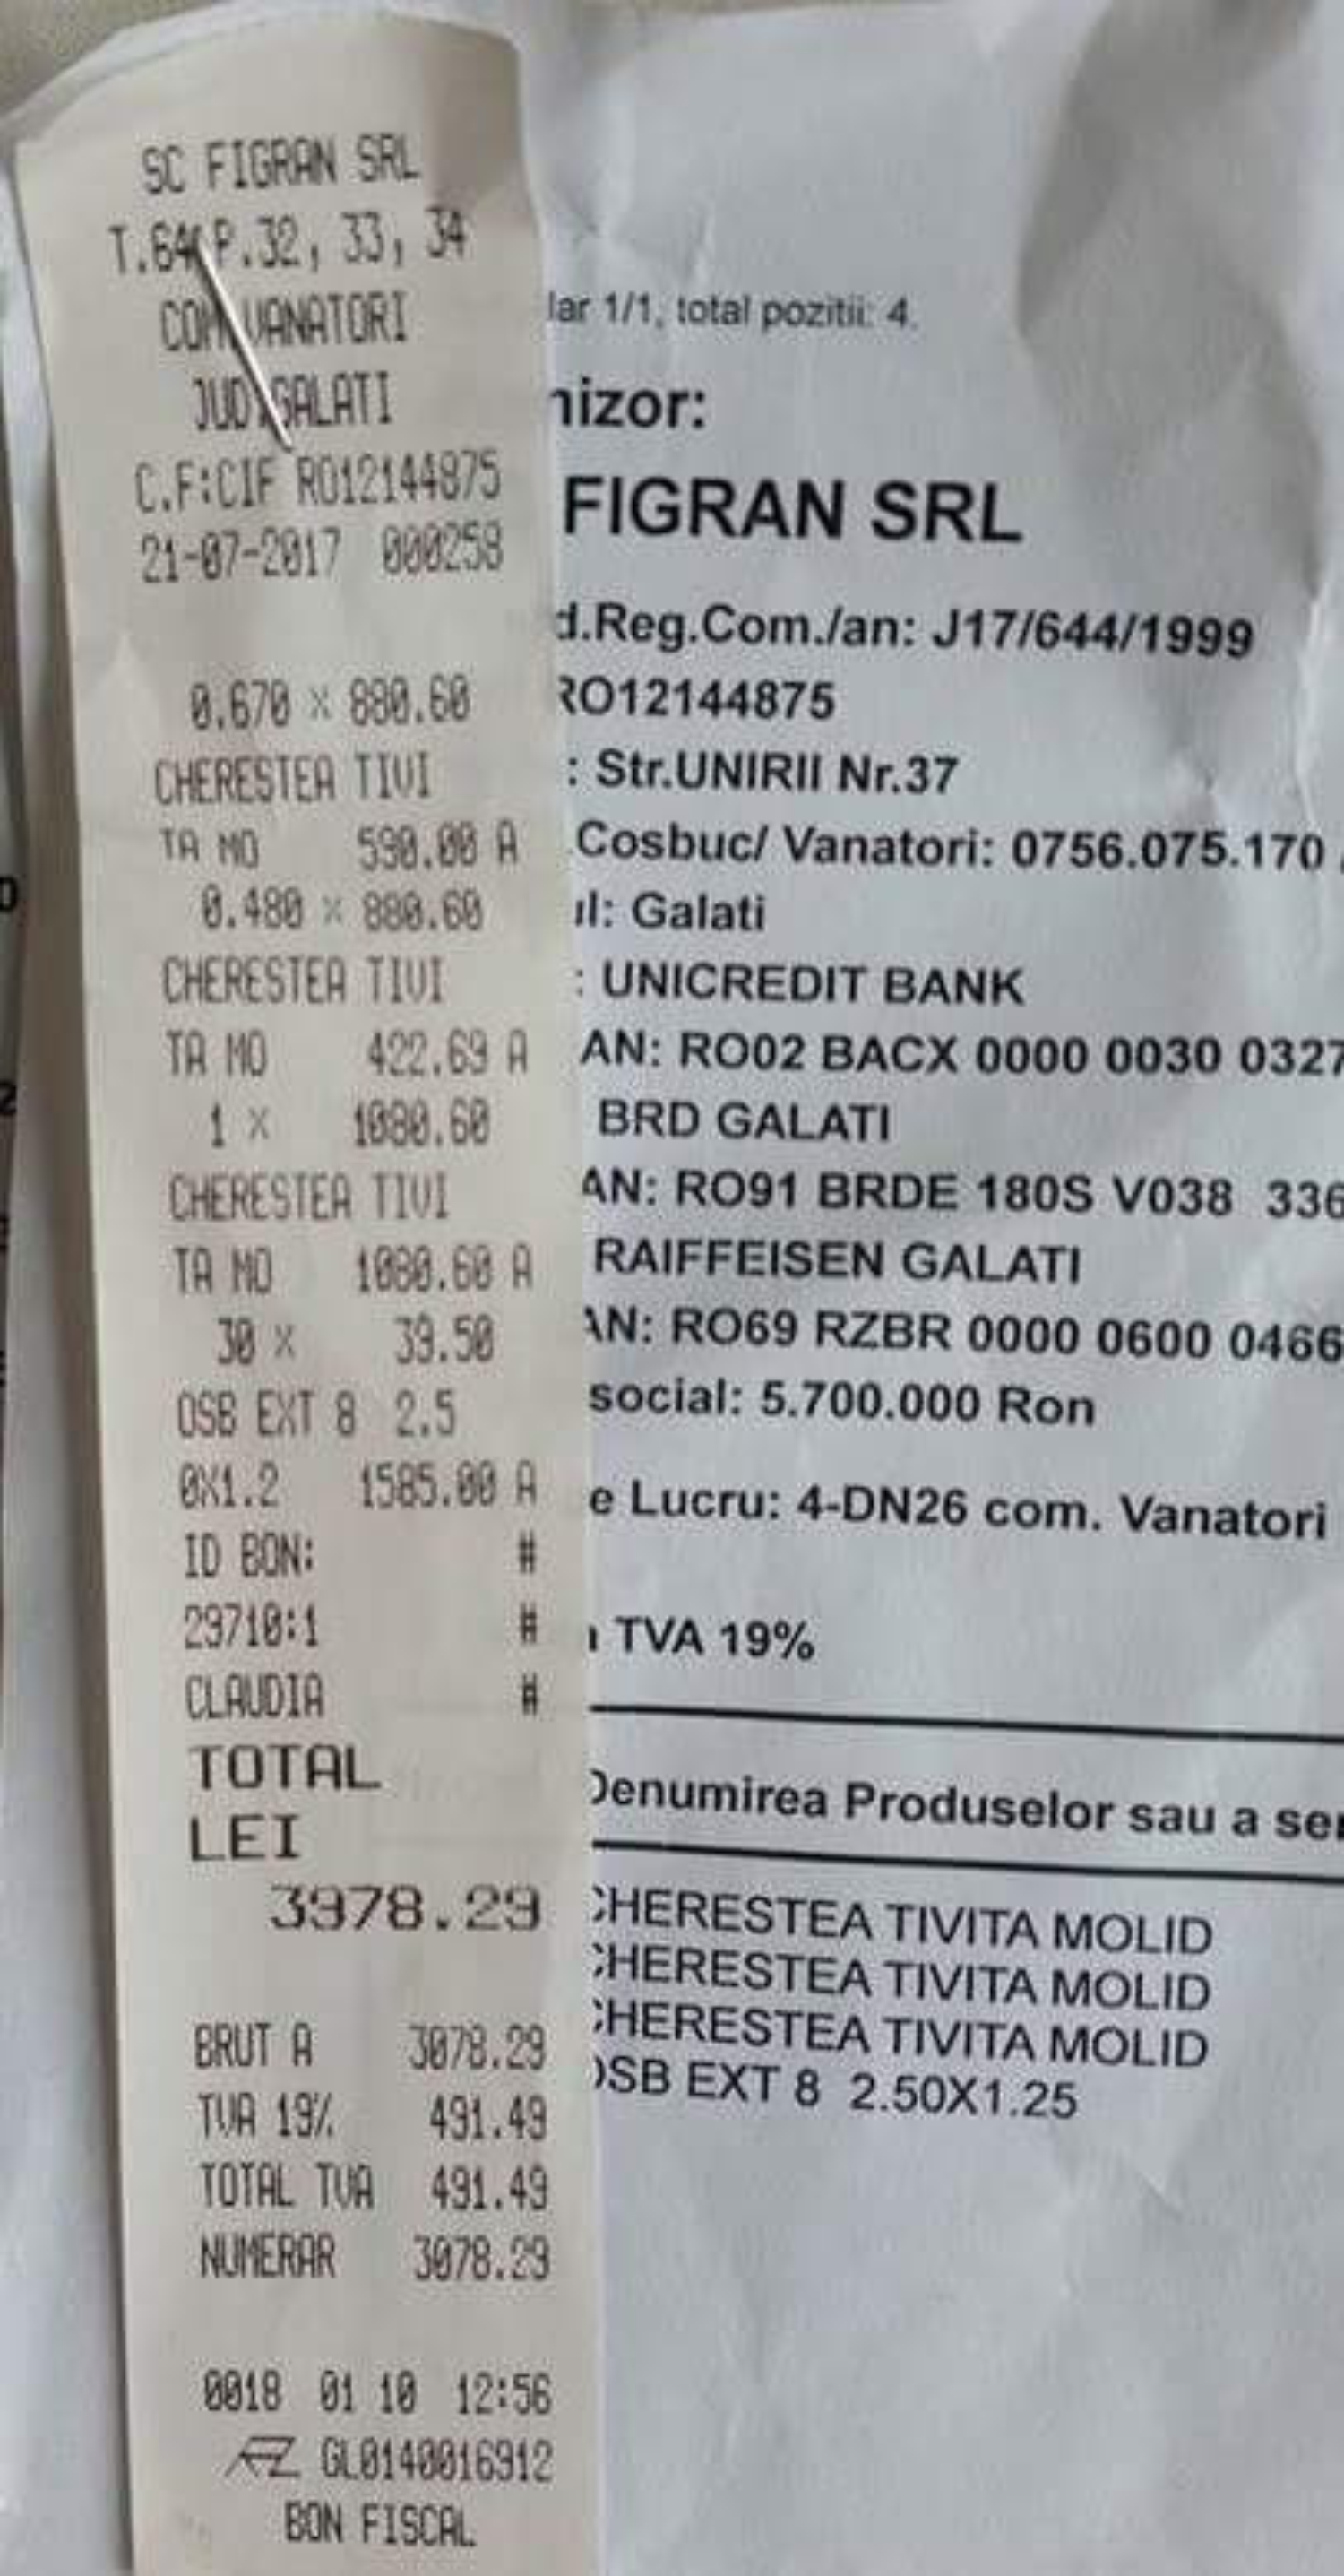 SC FIGRAN SRL
T.64 P.32, 33, 34
COM VANATORI
JUD.GALATI
C.F:CIF RO12144875
21-07-2017 000258
0.670 X 880.60
CHERESTEA TIVI
TA MO 590.00 A
0.480 X 880.60
CHERESTEA TIVI
TA MO 422.69 A
1 X 1080.60
CHERESTEA TIVI
TA MO 1080.60 A
30 X 39.50
OSB EXT 8 2.5
0X1.2 1585.00 A
ID BON: #
29710:1 #
CLAUDIA #
TOTAL
LEI
3978.29
BRUT A 3078.29
TVA 19% 491.49
TOTAL TVA 491.49
NUMERAR 3078.29
0018 01 10 12:56
GL0140016912
BON FISCAL
lar 1/1, total pozitii: 4.
nizor:
FIGRAN SRL
d.Reg.Com./an: J17/644/1999
RO12144875
: Str.UNIRII Nr.37
Cosbuc/ Vanatori: 0756.075.170
ul: Galati
: UNICREDIT BANK
AN: RO02 BACX 0000 0030 0327
BRD GALATI
AN: RO91 BRDE 180S V038 336
RAIFFEISEN GALATI
AN: RO69 RZBR 0000 0600 0466
social: 5.700.000 Ron
e Lucru: 4-DN26 com. Vanatori
TVA 19%
Denumirea Produselor sau a ser
CHERESTEA TIVITA MOLID
CHERESTEA TIVITA MOLID
CHERESTEA TIVITA MOLID
OSB EXT 8 2.50X1.25